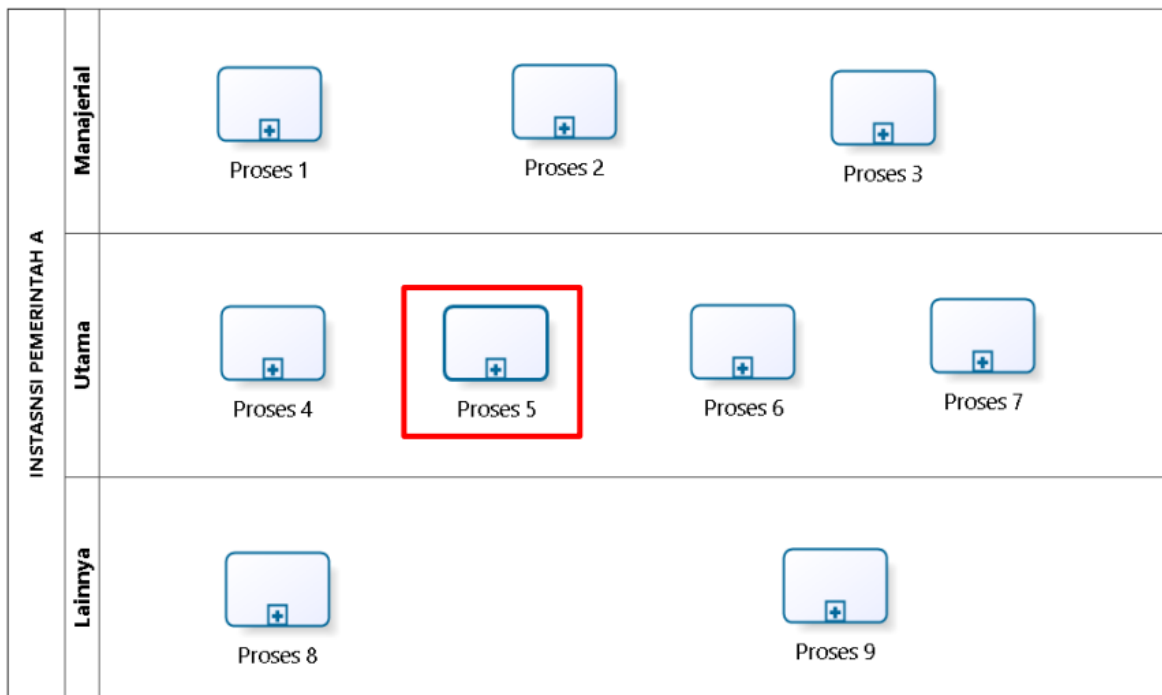 INSTASNSI PEMERINTAH A
Manajerial
Proses 1
Proses 2
Proses 3
Utama
Proses 4
Proses 5
Proses 6
Proses 7
Lainnya
Proses 8
Proses 9